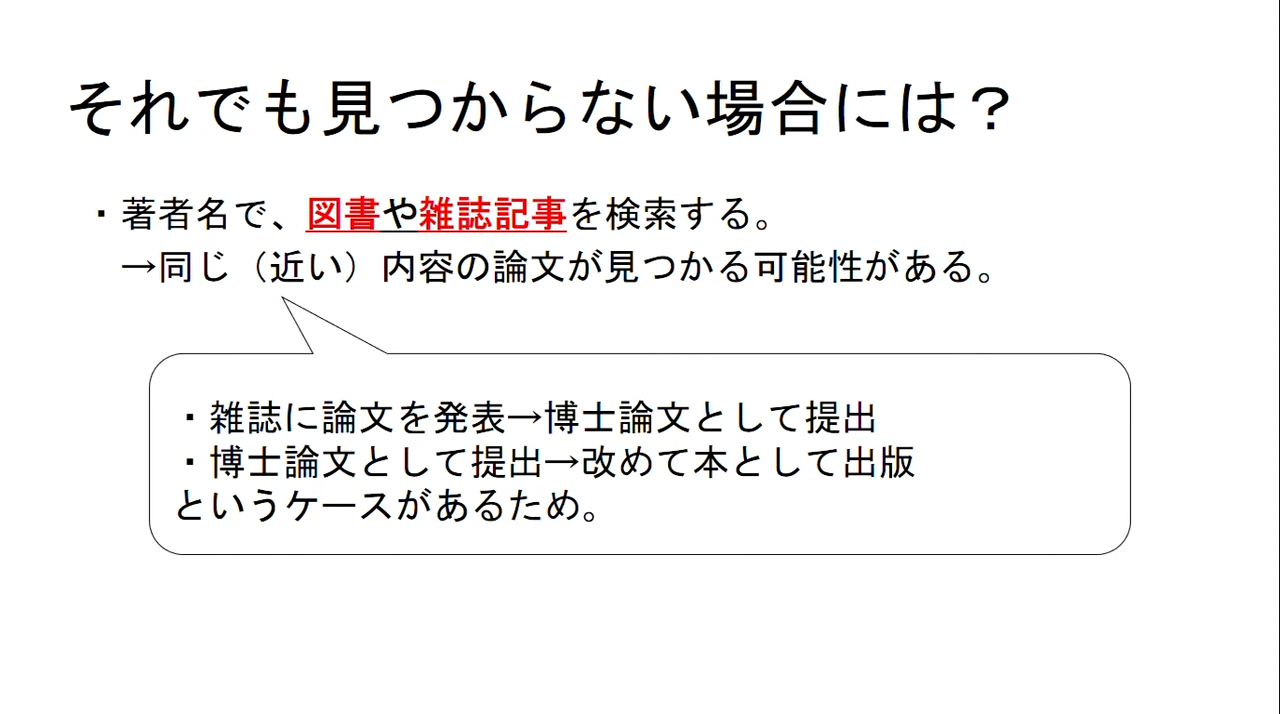 それでも見つからない場合には？
・著者名で、図書や雑誌記事を検索する。
→同じ（近い）内容の論文が見つかる可能性がある。
・雑誌に論文を発表→博士論文として提出
・博士論文として提出→改めて本として出版
というケースがあるため。